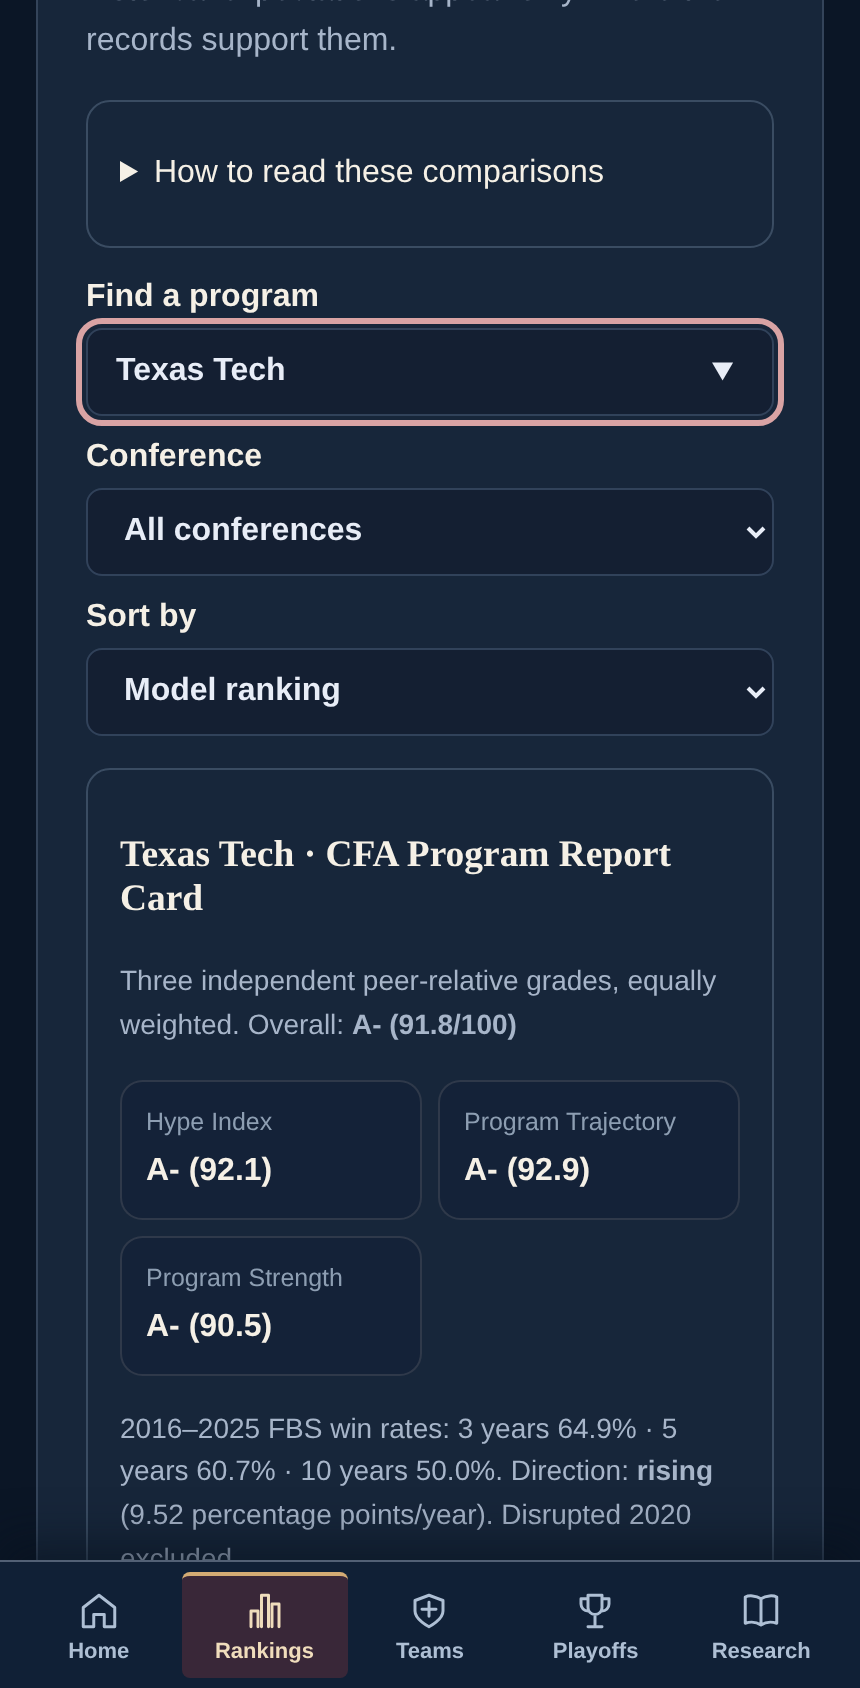 records support them.
▶ How to read these comparisons
Find a program
Texas Tech ▼
Conference
All conferences
Sort by
Model ranking
Texas Tech · CFA Program Report
Card
Three independent peer-relative grades, equally
weighted. Overall: A- (91.8/100)
Hype Index
A- (92.1)
Program Trajectory
A- (92.9)
Program Strength
A- (90.5)
2016–2025 FBS win rates: 3 years 64.9% · 5
years 60.7% · 10 years 50.0%. Direction: rising
(9.52 percentage points/year). Disrupted 2020
excluded.
Home
Rankings
Teams
Playoffs
Research